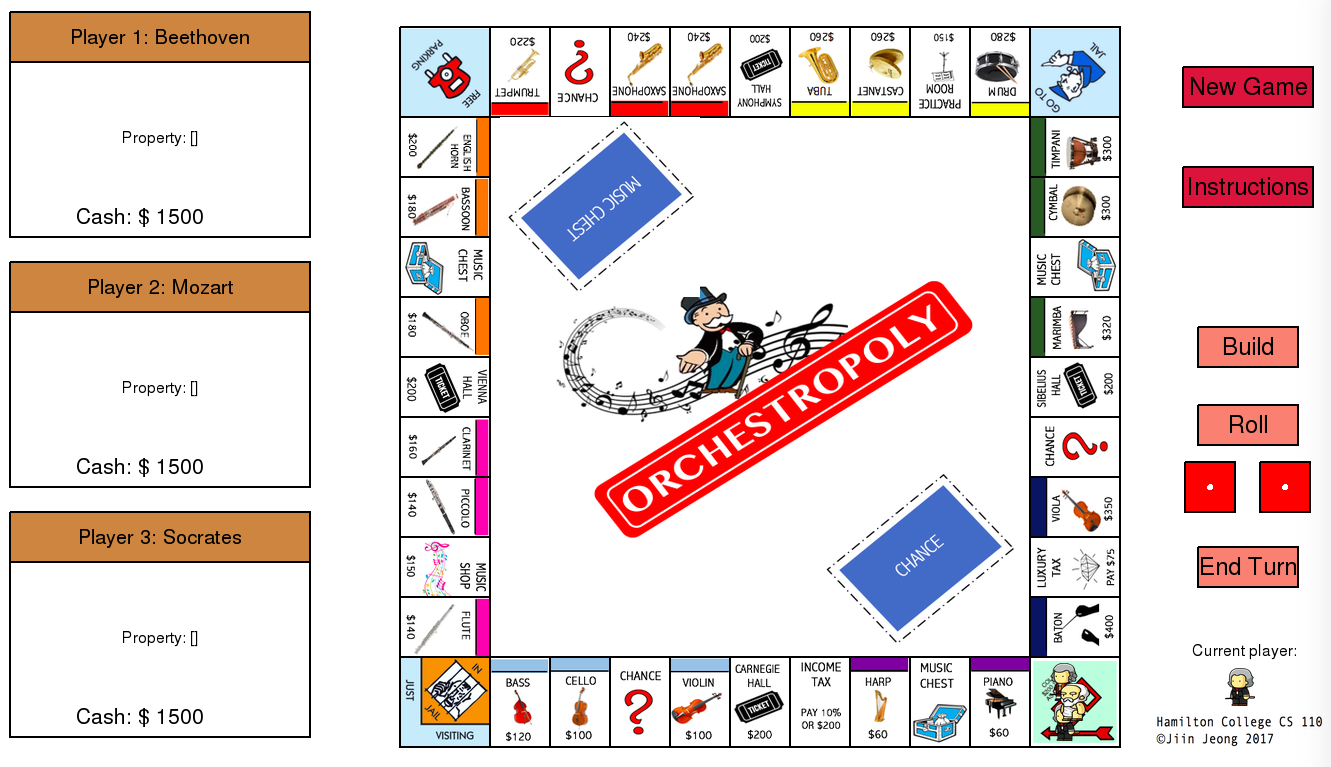 Player 1: Beethoven
Property: []
Cash: $ 1500
Player 2: Mozart
Property: []
Cash: $ 1500
Player 3: Socrates
Property: []
Cash: $ 1500
FREE
PARKING
TRUMPET
$220
CHANCE
SAXOPHONE
$240
SAXOPHONE
$240
SYMPHONY
HALL
TICKET
$200
TUBA
$260
CASTANET
$260
PRACTICE
ROOM
$150
DRUM
$280
GO TO
JAIL
ENGLISH
HORN
$200
BASSOON
$180
MUSIC
CHEST
OBOE
$180
VIENNA
HALL
TICKET
$200
CLARINET
$160
PICCOLO
$140
MUSIC
SHOP
$150
FLUTE
$140
MUSIC CHEST
ORCHESTROPOLY
CHANCE
TIMPANI
$300
CYMBAL
$300
MUSIC
CHEST
MARIMBA
$320
SIBELIUS
HALL
TICKET
$200
CHANCE
VIOLA
$350
LUXURY
TAX
PAY $75
BATON
$400
JUST
VISITING
IN
JAIL
BASS
$120
CELLO
$100
CHANCE
VIOLIN
$100
CARNEGIE
HALL
TICKET
$200
INCOME
TAX
PAY 10%
OR $200
HARP
$60
MUSIC
CHEST
PIANO
$60
New Game
Instructions
Build
Roll
End Turn
Current player:
Hamilton College CS 110
©Jiin Jeong 2017